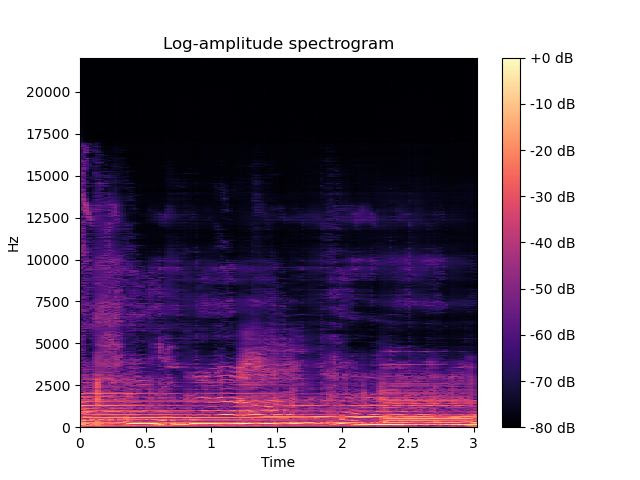 Log-amplitude spectrogram
+0 dB
20000
-10 dB
17500
-20 dB
15000
-30 dB
12500
Hz
-40 dB
10000
-50 dB
7500
-60 dB
5000
-70 dB
2500
0
-80 dB
0 0.5 1 1.5 2 2.5 3
Time